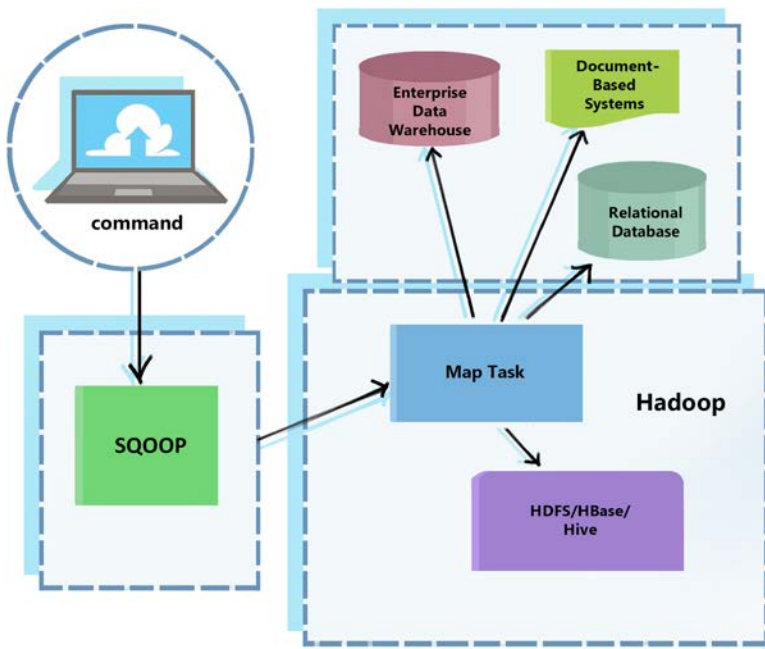 Enterprise
Data
Warehouse
Document-
Based
Systems
command
Relational
Database
Map Task
Hadoop
SQOOP
HDFS/HBase/
Hive